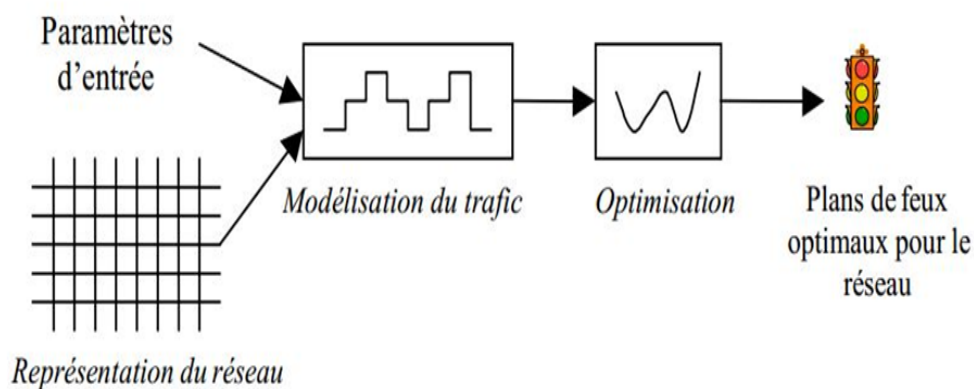 Paramètres
d'entrée
Modélisation du trafic
Optimisation
Plans de feux
optimaux pour le
réseau
Représentation du réseau